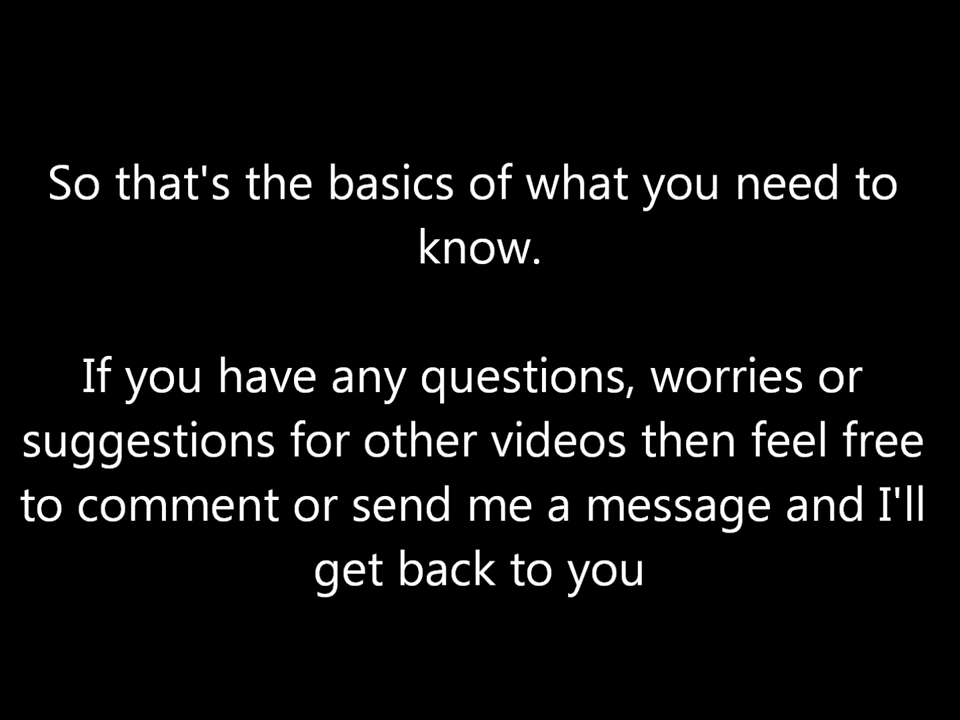 So that's the basics of what you need to
know.
If you have any questions, worries or
suggestions for other videos then feel free
to comment or send me a message and I'll
get back to you